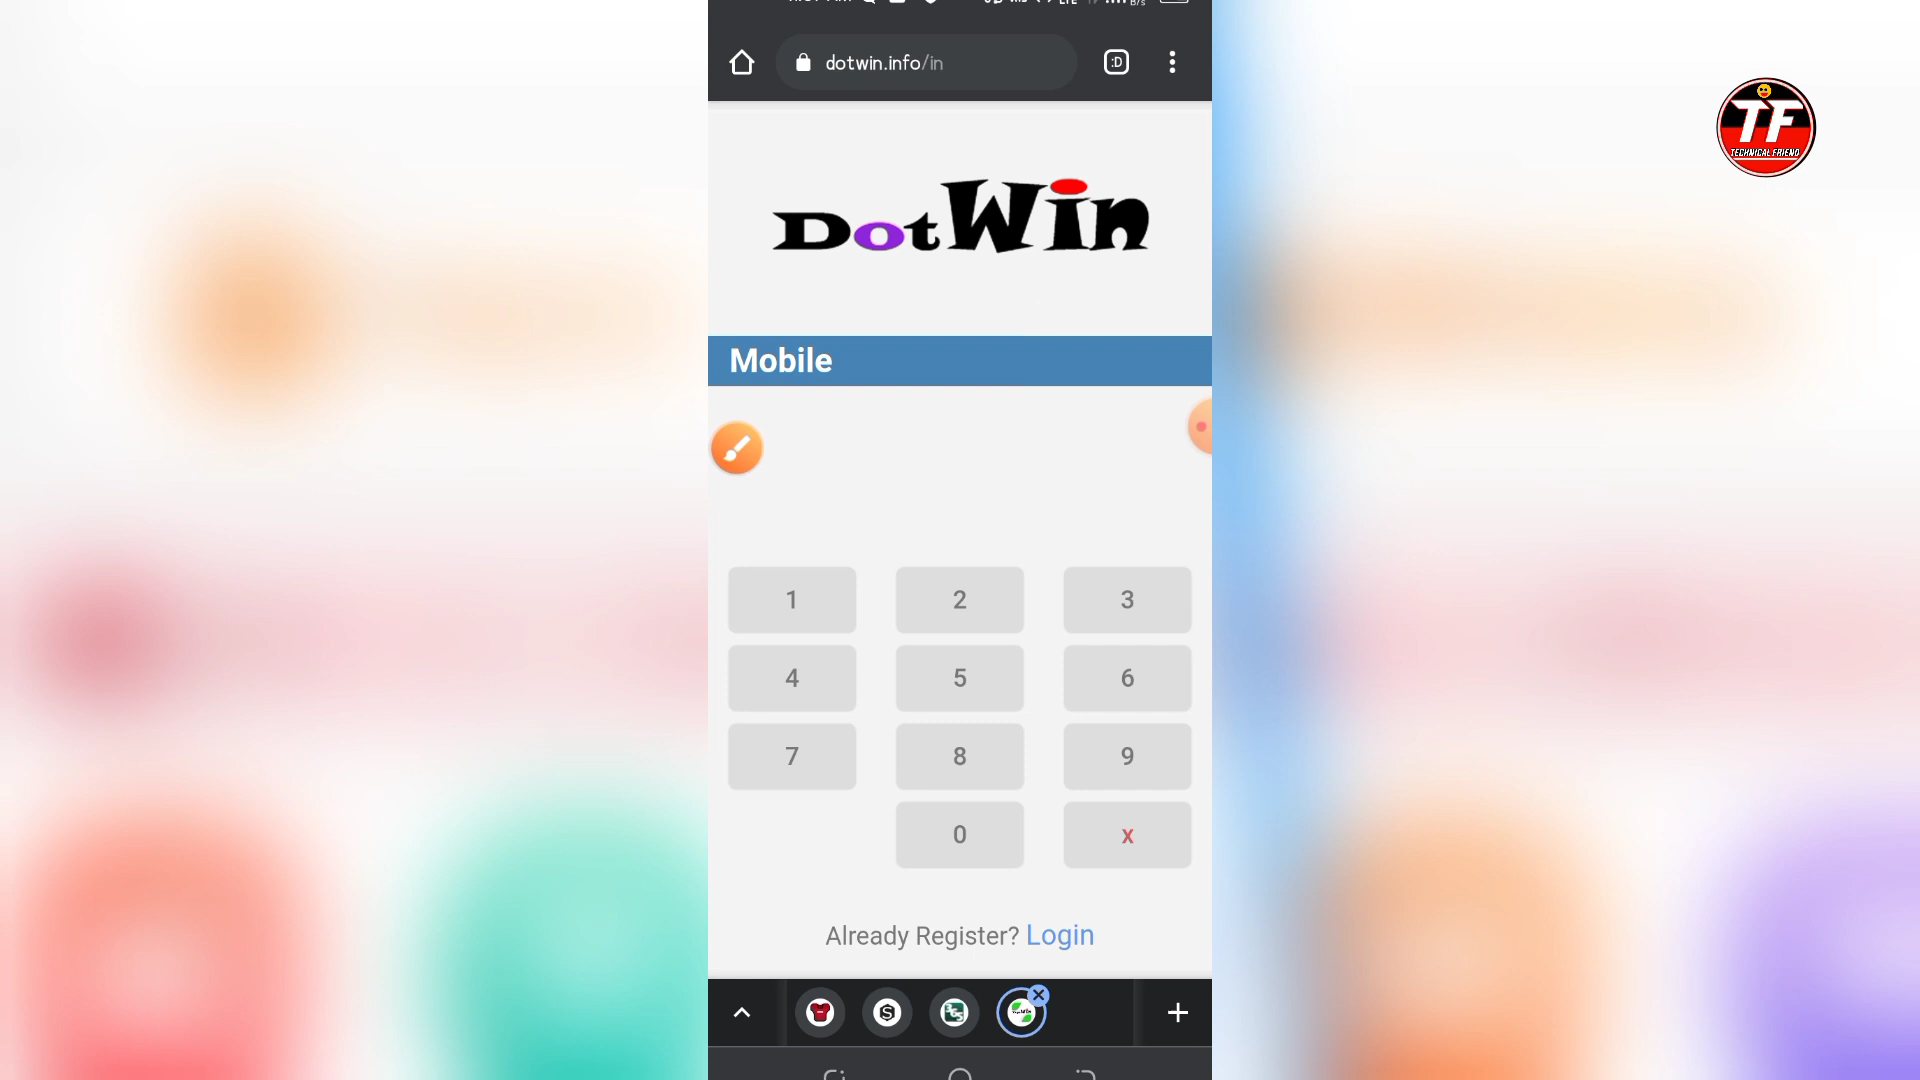 dotwin.info/in
:D
TF
TECHNICAL FRIEND
DotWin
Mobile
1 2 3
4 5 6
7 8 9
0 x
Already Register? Login
S
365